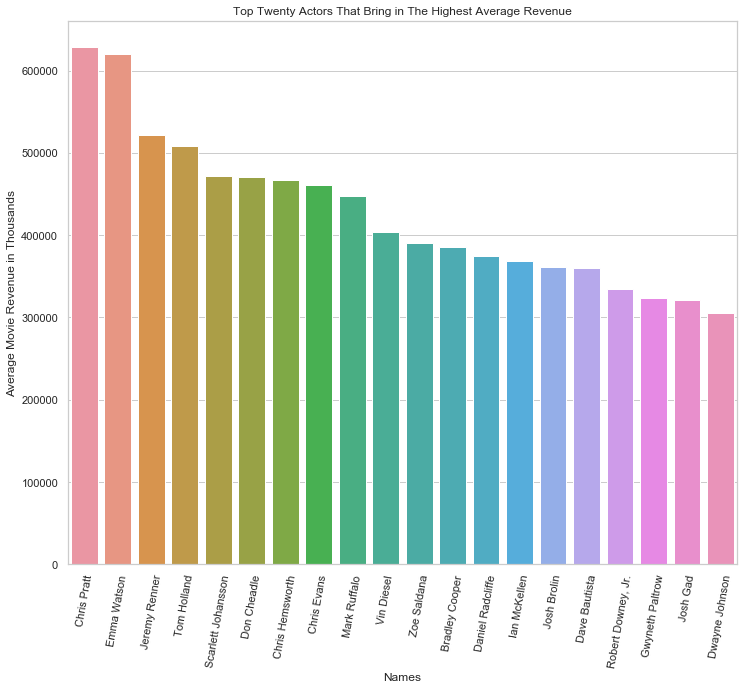 Top Twenty Actors That Bring in The Highest Average Revenue
Average Movie Revenue in Thousands
600000
500000
400000
300000
200000
100000
0
Chris Pratt
Emma Watson
Jeremy Renner
Tom Holland
Scarlett Johansson
Don Cheadle
Chris Hemsworth
Chris Evans
Mark Ruffalo
Vin Diesel
Zoe Saldana
Bradley Cooper
Daniel Radcliffe
Ian McKellen
Josh Brolin
Dave Bautista
Robert Downey, Jr.
Gwyneth Paltrow
Josh Gad
Dwayne Johnson
Names